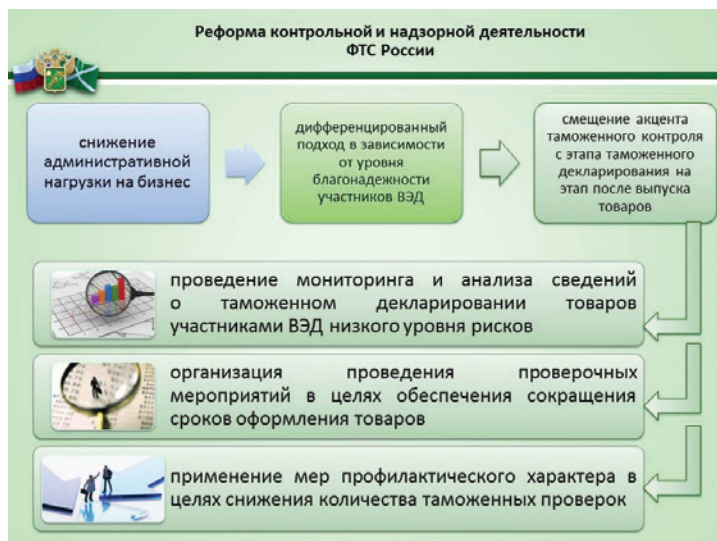 Реформа контрольной и надзорной деятельности
ФТС России
снижение
административной
нагрузки на бизнес
дифференцированный
подход в зависимости
от уровня
благонадежности
участников ВЭД
смещение акцента
таможенного контроля
с этапа таможенного
декларирования на
этап после выпуска
товаров
проведение мониторинга и анализа сведений
о таможенном декларировании товаров
участниками ВЭД низкого уровня рисков
организация проведения проверочных
мероприятий в целях обеспечения сокращения
сроков оформления товаров
применение мер профилактического характера в
целях снижения количества таможенных проверок